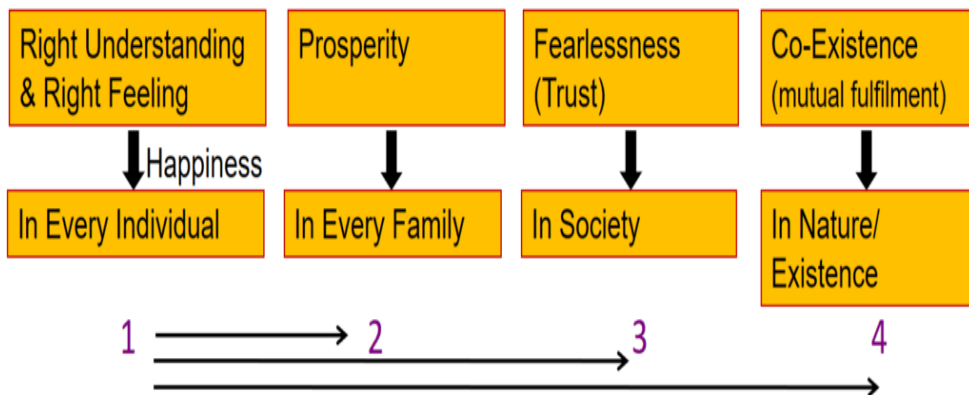 Right Understanding
& Right Feeling
Prosperity
Fearlessness
(Trust)
Co-Existence
(mutual fulfilment)
Happiness
In Every Individual
In Every Family
In Society
In Nature/
Existence
1
2
3
4